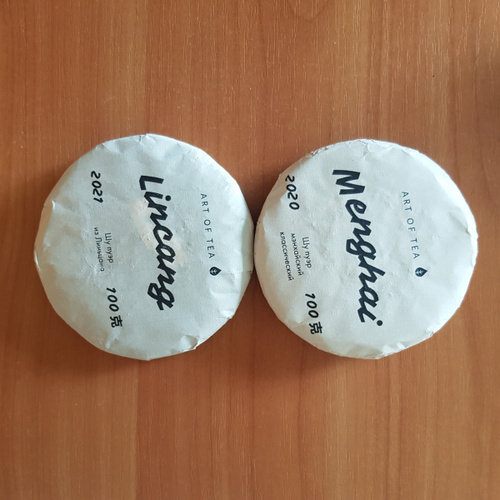 ART OF TEA
Lincang
2021
Шу пуэр
из Линьцана
100 克
ART OF TEA
Menghai
2020
Шу пуэр
мэнхайский
классический
100 克